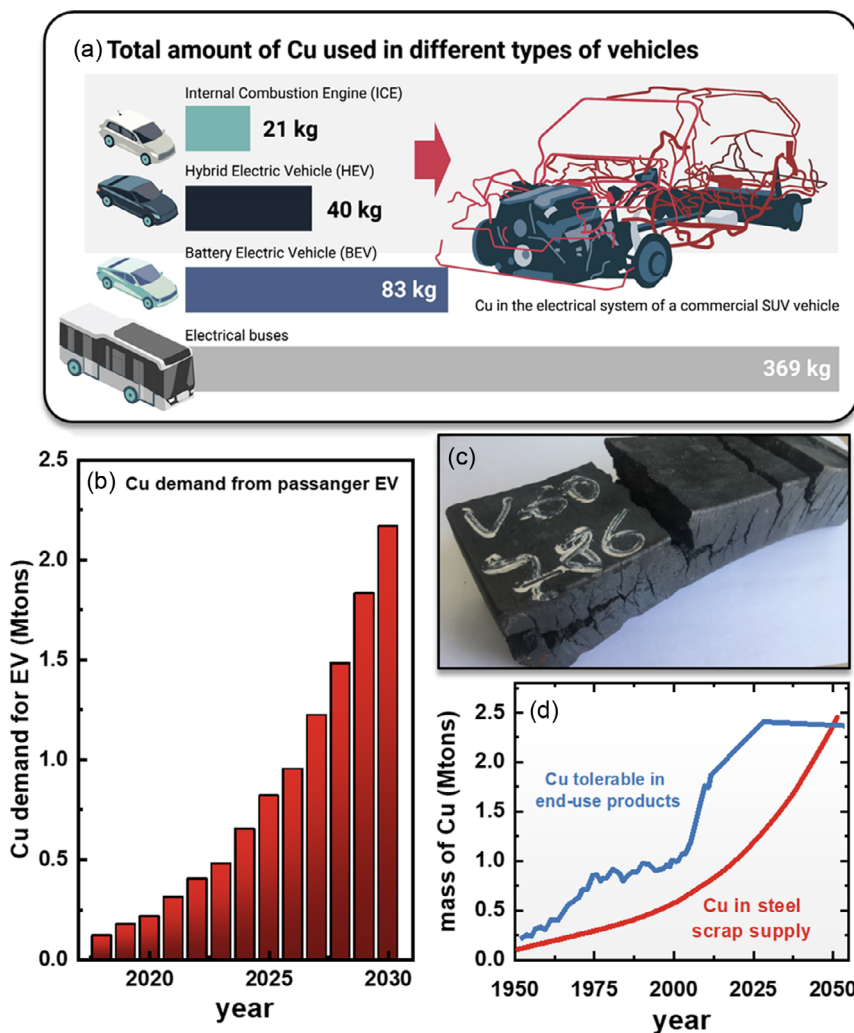 (a) Total amount of Cu used in different types of vehicles
Internal Combustion Engine (ICE)
21 kg
Hybrid Electric Vehicle (HEV)
40 kg
Battery Electric Vehicle (BEV)
83 kg
Cu in the electrical system of a commercial SUV vehicle
Electrical buses
369 kg
(b) Cu demand from passanger EV
Cu demand for EV (Mtons)
2.5
2.0
1.5
1.0
0.5
0.0
2020
2025
2030
year
(c)
V60
786
(d)
mass of Cu (Mtons)
2.5
2.0
1.5
1.0
0.5
0.0
Cu tolerable in
end-use products
Cu in steel
scrap supply
1950
1975
2000
2025
2050
year